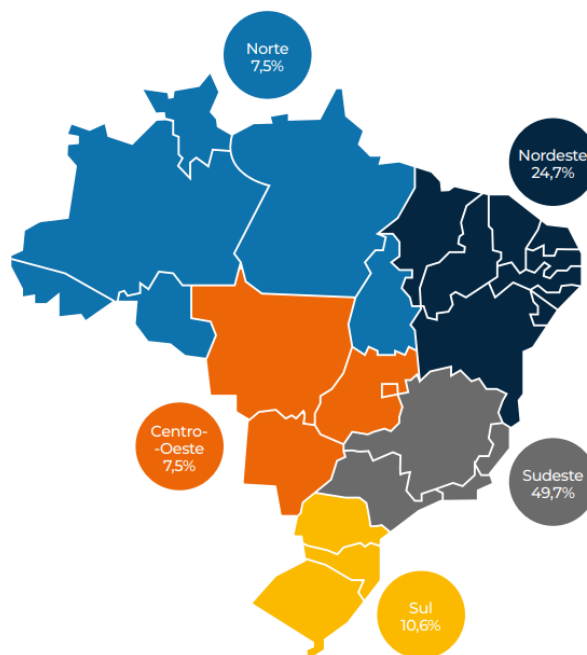 Norte
7,5%
Nordeste
24,7%
Centro-
-Oeste
7,5%
Sudeste
49,7%
Sul
10,6%